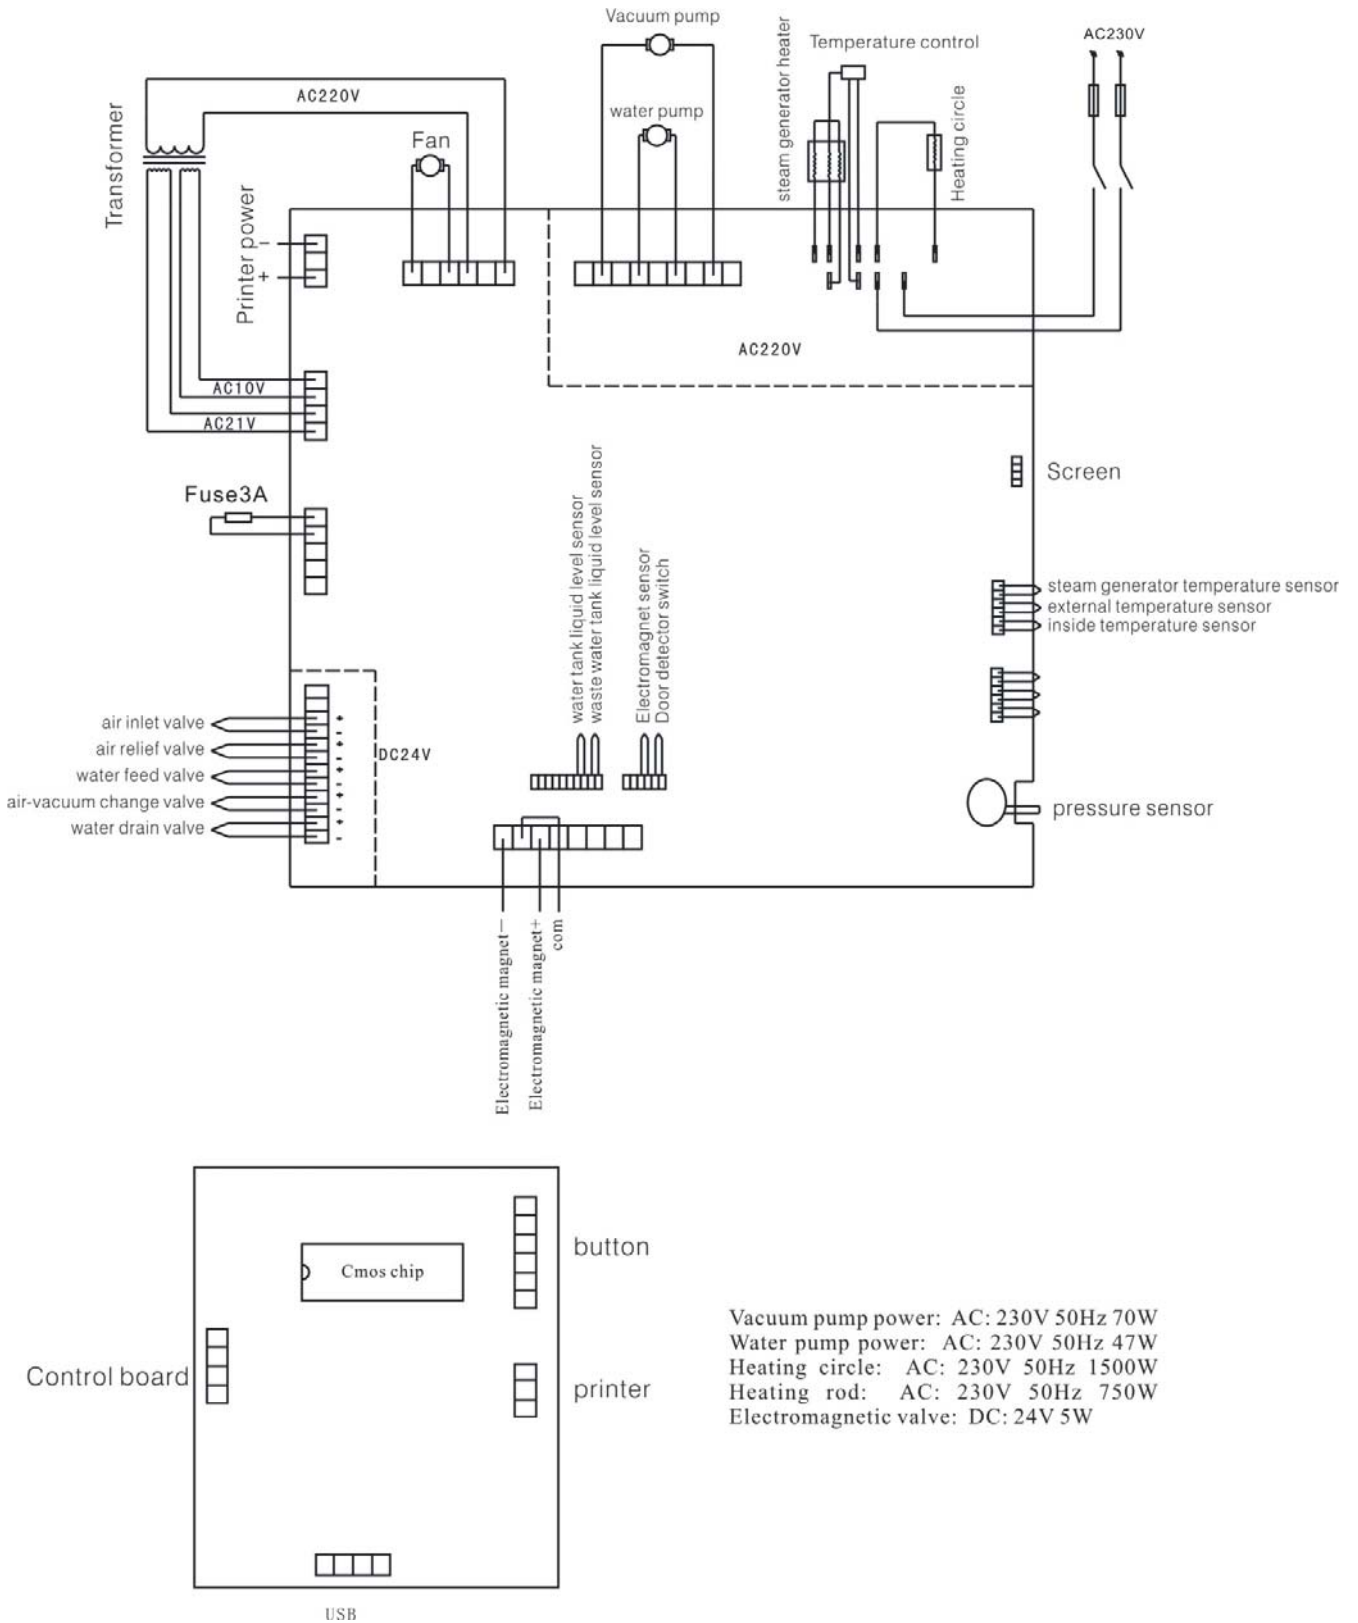 Vacuum pump
steam generator heater
Temperature control
AC230V
AC220V
water pump
Transformer
Fan
Heating circle
Printer power
−
+
AC220V
AC10V
AC21V
Screen
Fuse3A
water tank liquid level sensor
waste water tank liquid level sensor
Electromagnet sensor
Door detector switch
steam generator temperature sensor
external temperature sensor
inside temperature sensor
air inlet valve
+
-
air relief valve
+
-
DC24V
water feed valve
+
-
air-vacuum change valve
+
-
water drain valve
+
-
pressure sensor
Electromagnetic magnet−
Electromagnetic magnet+
com
button
Cmos chip
Control board
printer
USB
Vacuum pump power: AC: 230V 50Hz 70W
Water pump power: AC: 230V 50Hz 47W
Heating circle: AC: 230V 50Hz 1500W
Heating rod: AC: 230V 50Hz 750W
Electromagnetic valve: DC: 24V 5W